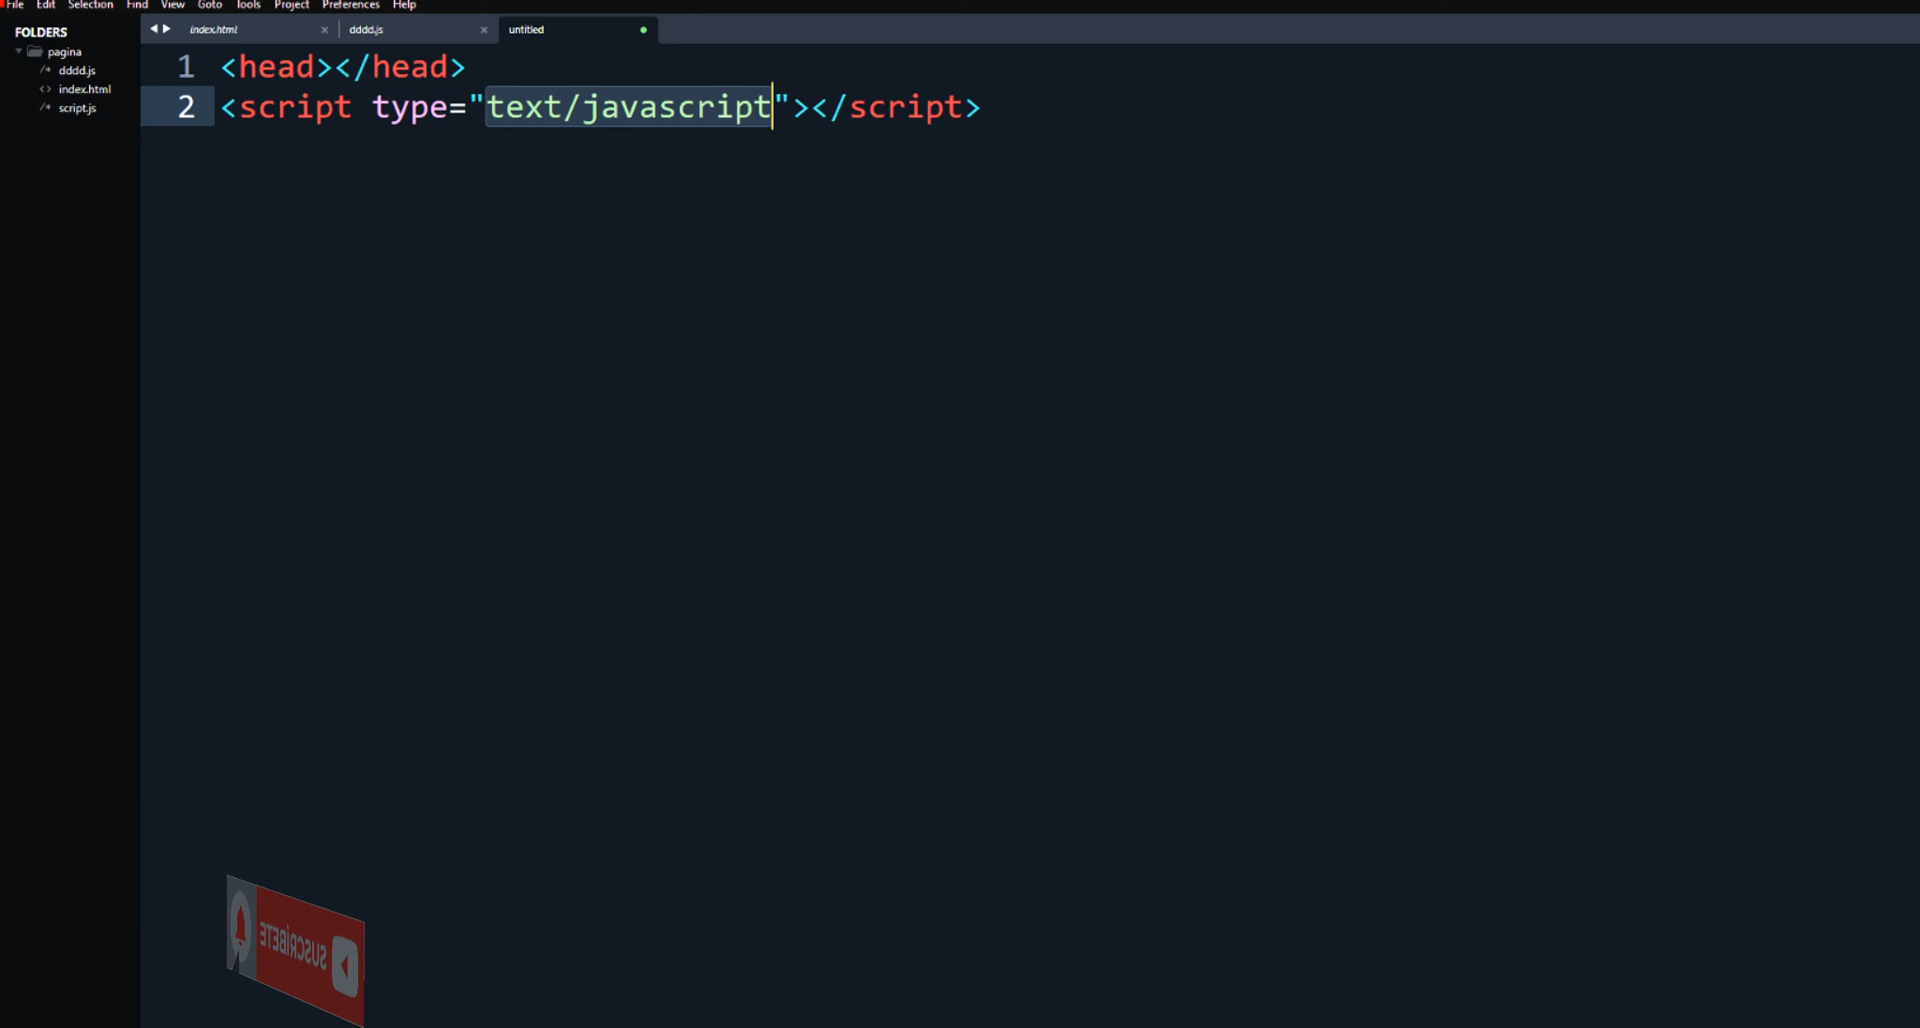 File Edit Selection Find View Goto Tools Project Preferences Help
FOLDERS
pagina
dddd.js
index.html
script.js
index.html
dddd.js
untitled
1 <head></head>
2 <script type="text/javascript"></script>
SUSCRÍBETE